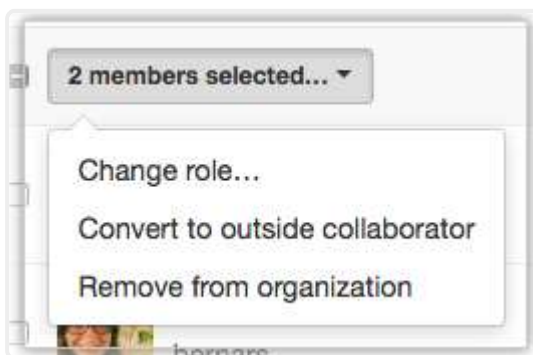 2 members selected...
Change role...
Convert to outside collaborator
Remove from organization